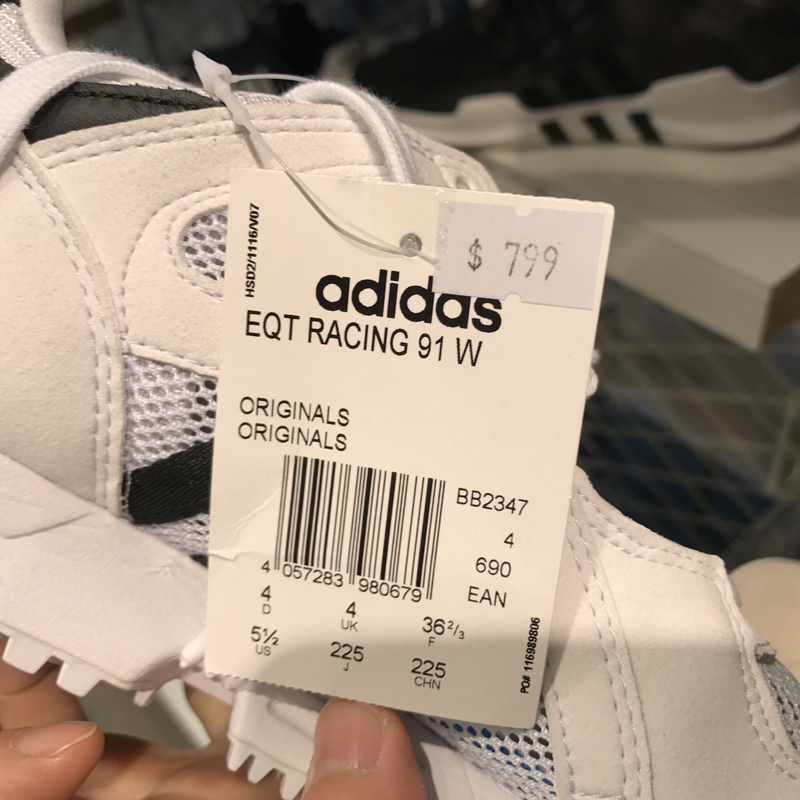 HSD2/1116/V07
$ 799
adidas
EQT RACING 91 W
ORIGINALS
ORIGINALS
BB2347
4
690
EAN
4 057283 980679
4 4 36 2/3
D UK F
5½ 225 225
US J CHN
PO# 116989806